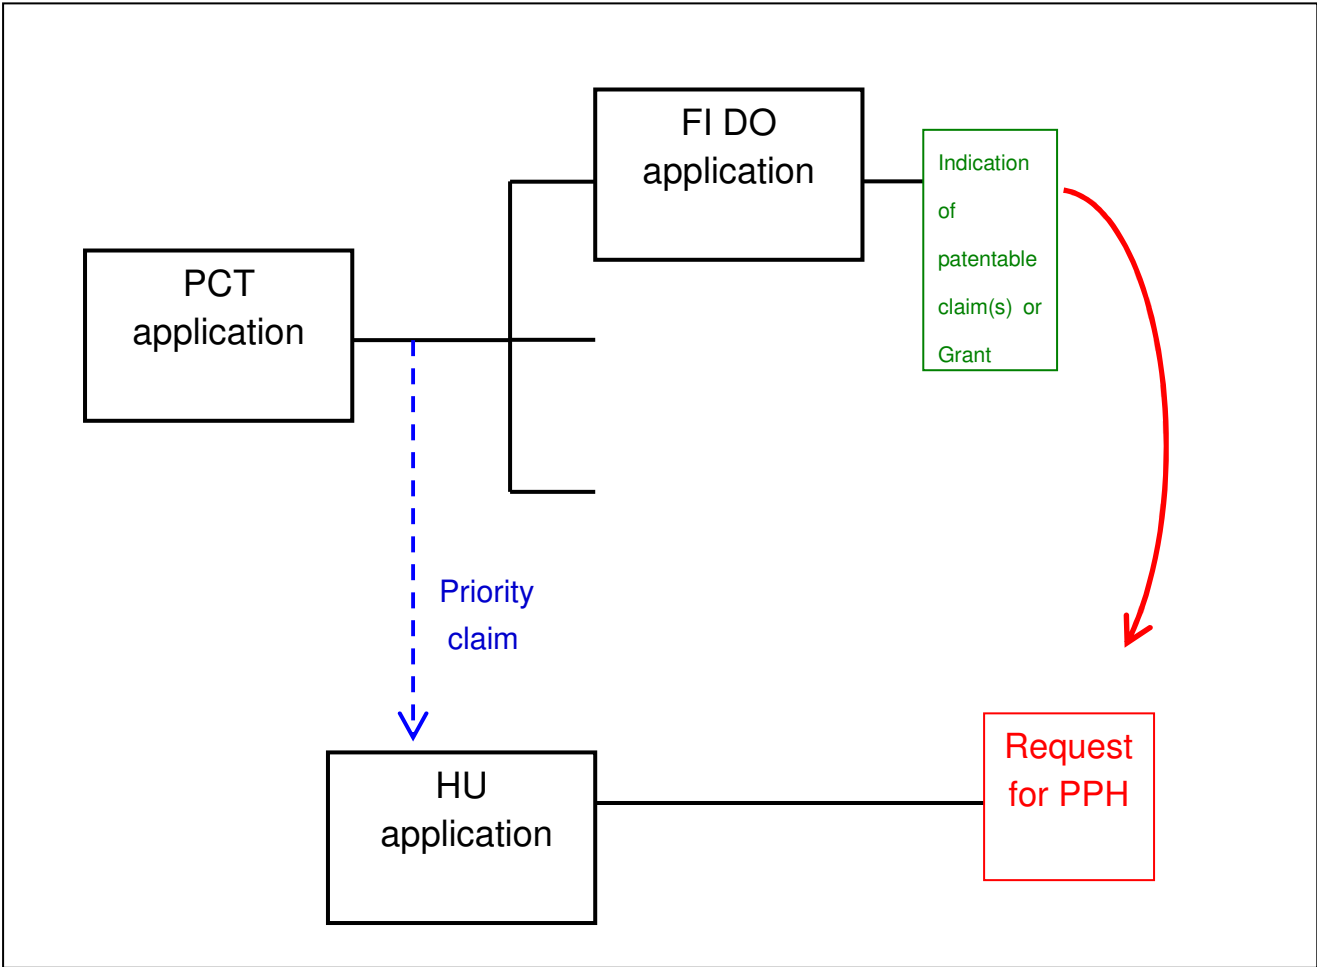 FI DO
application
Indication
of
patentable
claim(s) or
Grant
PCT
application
Priority
claim
HU
application
Request
for PPH